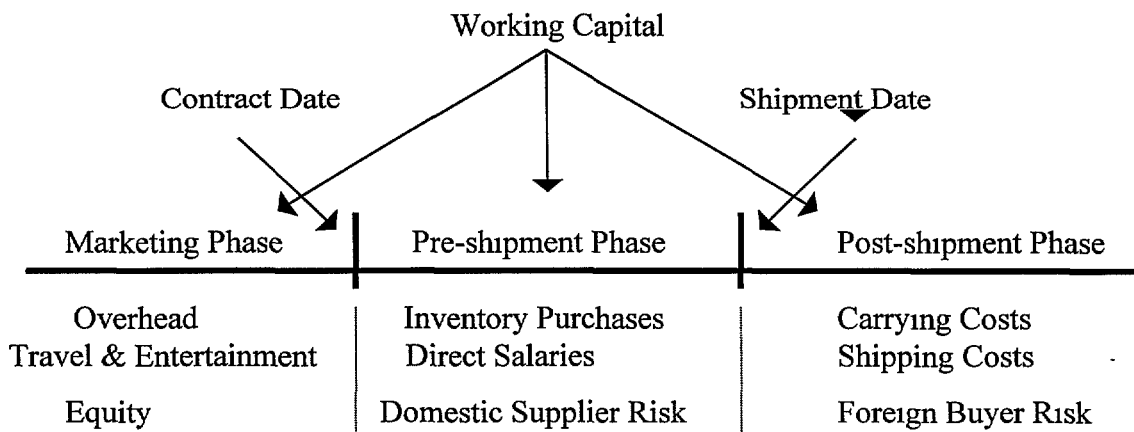 Working Capital
Contract Date Shipment Date
Marketing Phase Pre-shipment Phase Post-shipment Phase
Overhead Inventory Purchases Carrying Costs
Travel & Entertainment Direct Salaries Shipping Costs
Equity Domestic Supplier Risk Foreign Buyer Risk